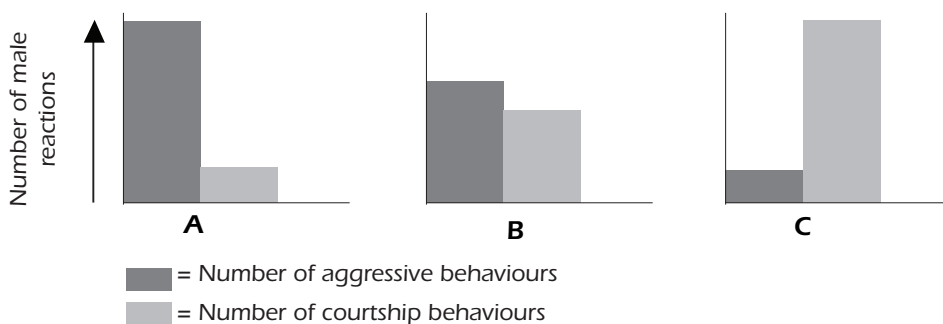 Number of male
reactions
A
B
C
= Number of aggressive behaviours
= Number of courtship behaviours